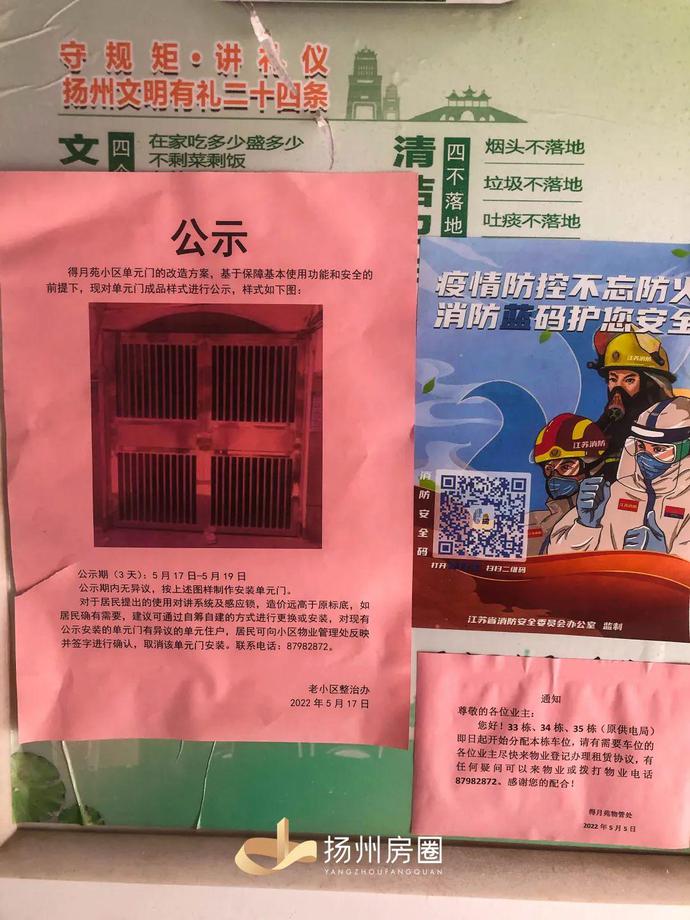 守规矩·讲礼仪
扬州文明有礼二十四条
文
四
在家吃多少盛多少
不剩菜剩饭
清洁
四不落地
烟头不落地
垃圾不落地
吐痰不落地
公示
得月苑小区单元门的改造方案，基于保障基本使用功能和安全的
前提下，现对单元门成品样式进行公示，样式如下图：
公示期（3天）：5月17日—5月19日
公示期内无异议，按上述图样制作安装单元门。
对于居民提出的使用对讲系统及感应锁，造价远高于原标底，如
居民确有需要，建议可通过自筹自建的方式进行更换或安装，对现有
公示安装的单元门有异议的单元住户，居民可向小区物业管理处反映
并签字进行确认，取消该单元门安装。联系电话：87982872。
老小区整治办
2022年5月17日
疫情防控不忘防火
消防蓝码护您安全
江苏消防
江苏消防
消防安全码
打开
扫扫二维码
江苏省消防安全委员会办公室 监制
通知
尊敬的各位业主：
您好！33栋、34栋、35栋（原供电局）
即日起开始分配本栋车位，请有需要车位的
各位业主尽快来物业登记办理租赁协议，有
任何疑问可以来物业或拨打物业电话
87982872。感谢您的配合！
得月苑物管处
2022年5月5日
扬州房圈
YANGZHOUFANGQUAN